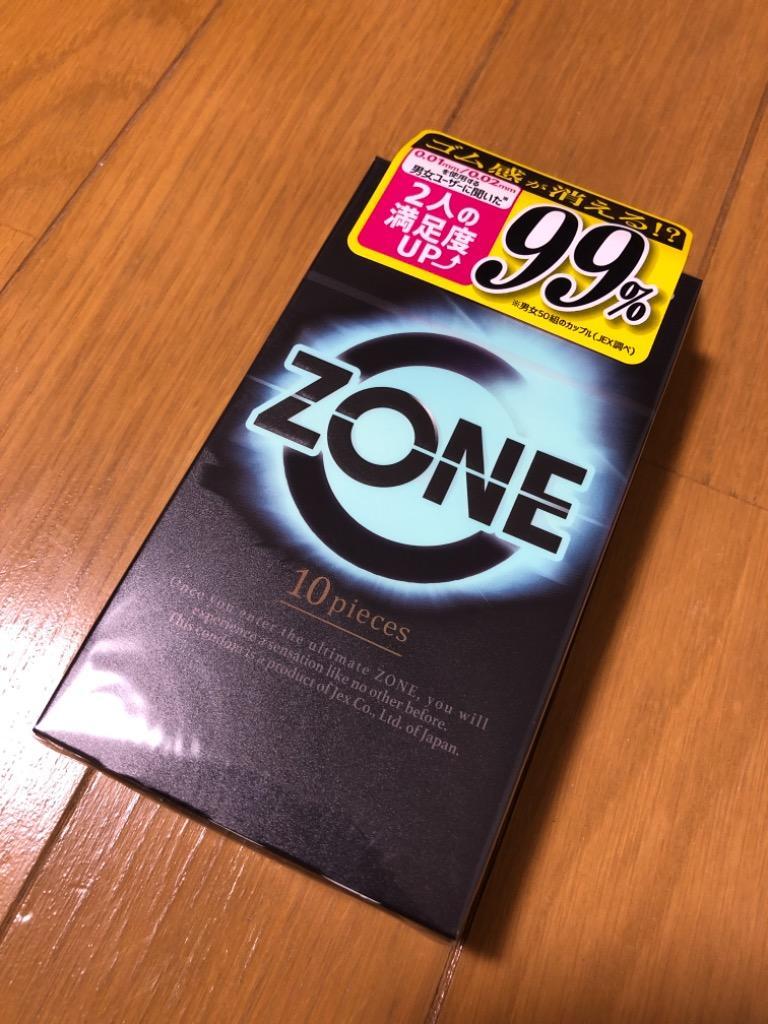 ゴム感が消える!?
0.01mm/0.02mm
を使用する
男女ユーザーに聞いた※
2人の
満足度
UP
99%
※男女50組のカップル(JEX調べ)
ZONE
10 pieces
Once you enter the ultimate ZONE, you will
experience a sensation like no other before.
This condom is a product of Jex Co., Ltd. of Japan.